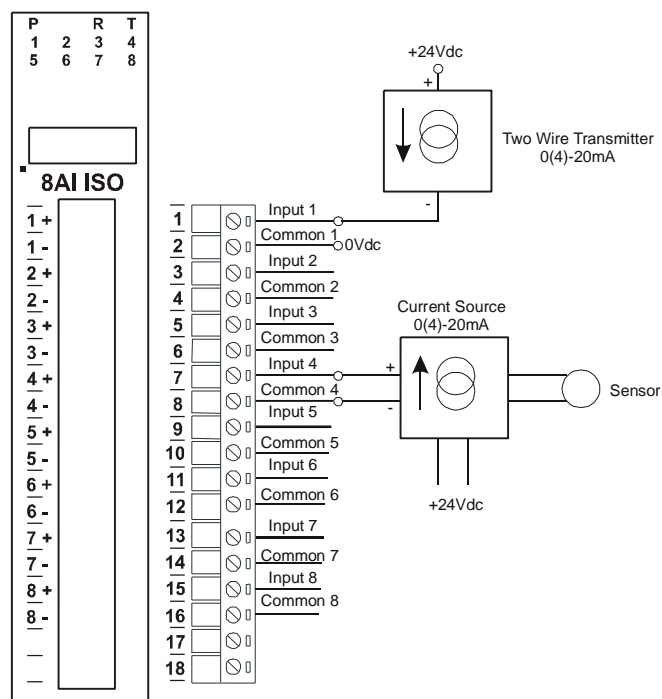 P R T
1 2 3 4
5 6 7 8
8AI ISO
1 +
1 -
2 +
2 -
3 +
3 -
4 +
4 -
5 +
5 -
6 +
6 -
7 +
7 -
8 +
8 -
1 Input 1
2 Common 1 0Vdc
3 Input 2
4 Common 2
5 Input 3
6 Common 3
7 Input 4
8 Common 4
9 Input 5
10 Common 5
11 Input 6
12 Common 6
13 Input 7
14 Common 7
15 Input 8
16 Common 8
17
18
+24Vdc
+
Two Wire Transmitter
0(4)-20mA
-
Current Source
0(4)-20mA
+
-
Sensor
+24Vdc